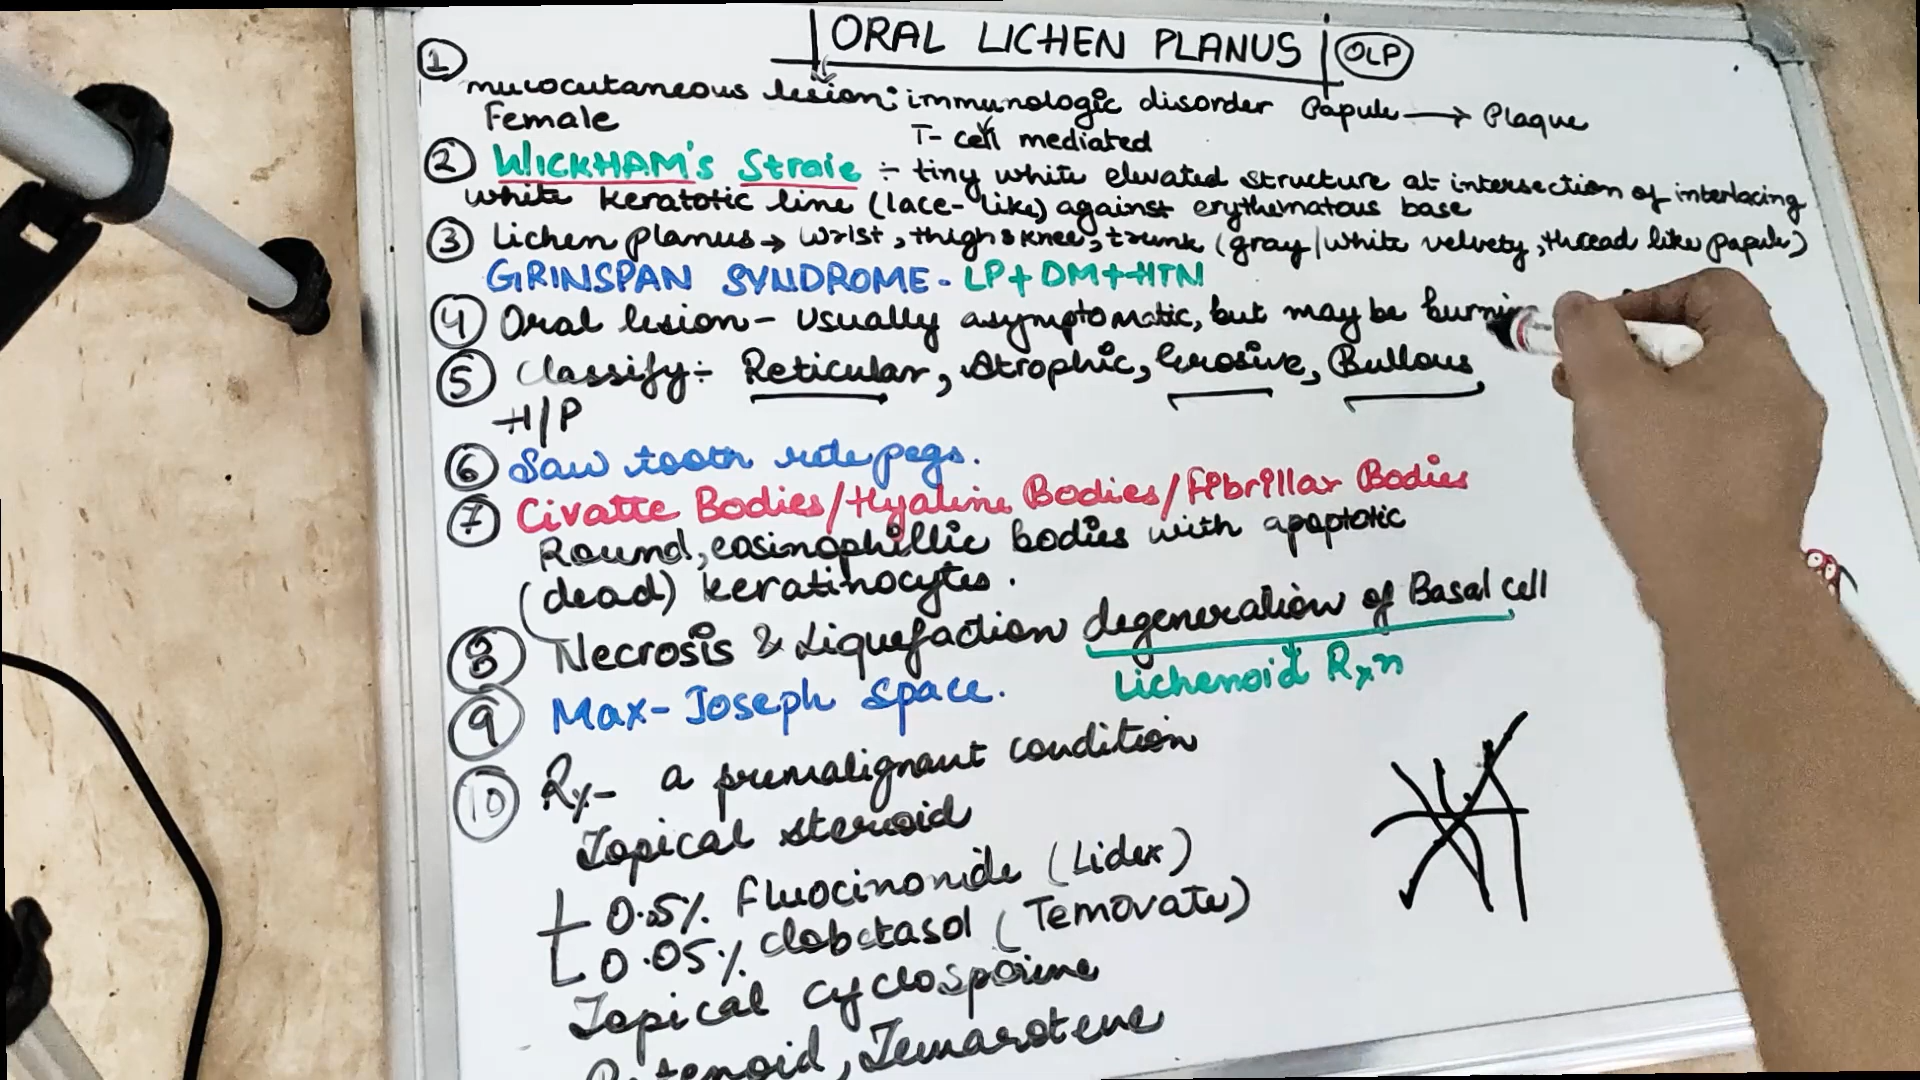 ORAL LICHEN PLANUS OLP
1 mucocutaneous lesion: immunologic disorder Papule → Plaque
Female T-cell mediated
2 WICKHAM's Straie ÷ tiny white elevated structure at intersection of interlacing
white keratotic line (lace-like) against erythematous base
3 Lichen planus → wrist, thigh & knee, trunk (gray/white velvety, thread like papule)
GRINSPAN SYNDROME - LP + DM + HTN
4 Oral lesion - usually asymptomatic, but may be
5 Classify ÷ Reticular, Atrophic, Erosive, Bullous
H/P
6 Saw tooth rete pegs.
7 Civatte Bodies/Hyaline Bodies/Fibrillar Bodies
Round, eosinophillic bodies with apoptotic
(dead) keratinocytes.
8 Necrosis & Liquefaction degeneration of Basal cell
Lichenoid Rxn
9 Max-Joseph Space.
10 Rx- a premalignant condition
Topical steroid
0.5% fluocinonide (Lidex)
0.05% clobetasol (Temovate)
Topical cyclosporine